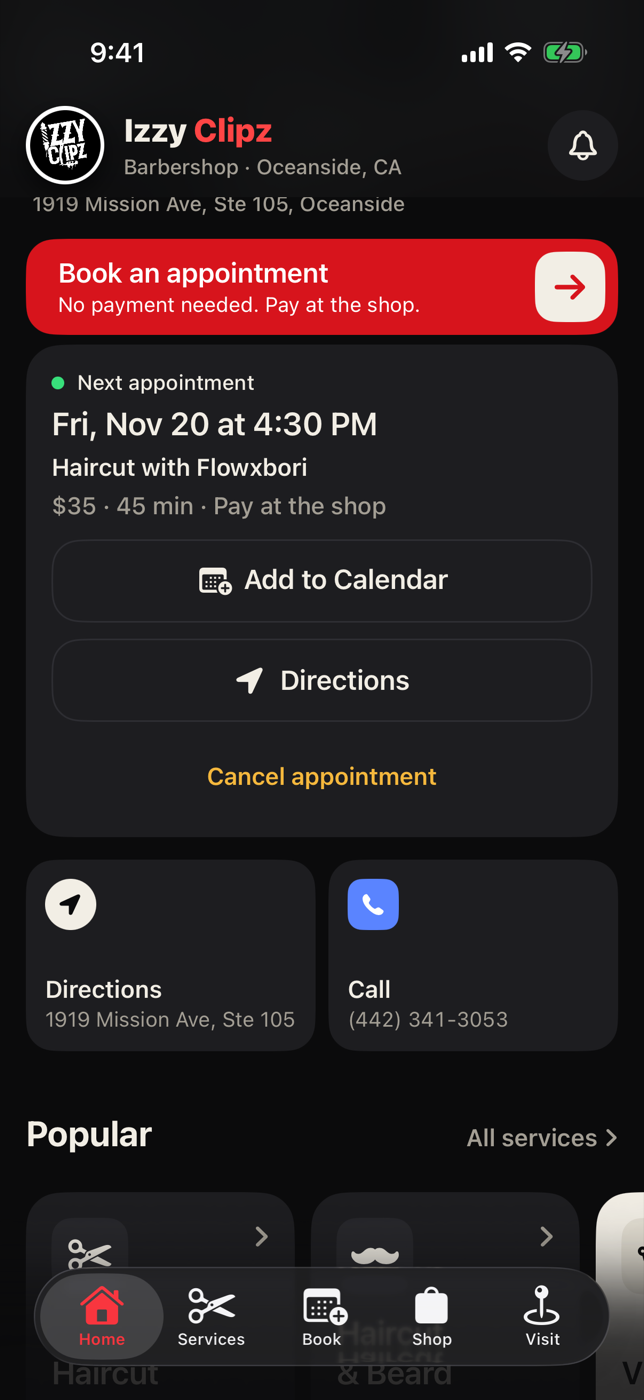 9:41
IZZY
CLIPZ
Izzy Clipz
Barbershop · Oceanside, CA
1919 Mission Ave, Ste 105, Oceanside
Book an appointment
No payment needed. Pay at the shop.
Next appointment
Fri, Nov 20 at 4:30 PM
Haircut with Flowxbori
$35 · 45 min · Pay at the shop
Add to Calendar
Directions
Cancel appointment
Directions
1919 Mission Ave, Ste 105
Call
(442) 341-3053
Popular
All services
Home
Services
Book
Shop
Visit
Haircut
Haircut
& Beard
V